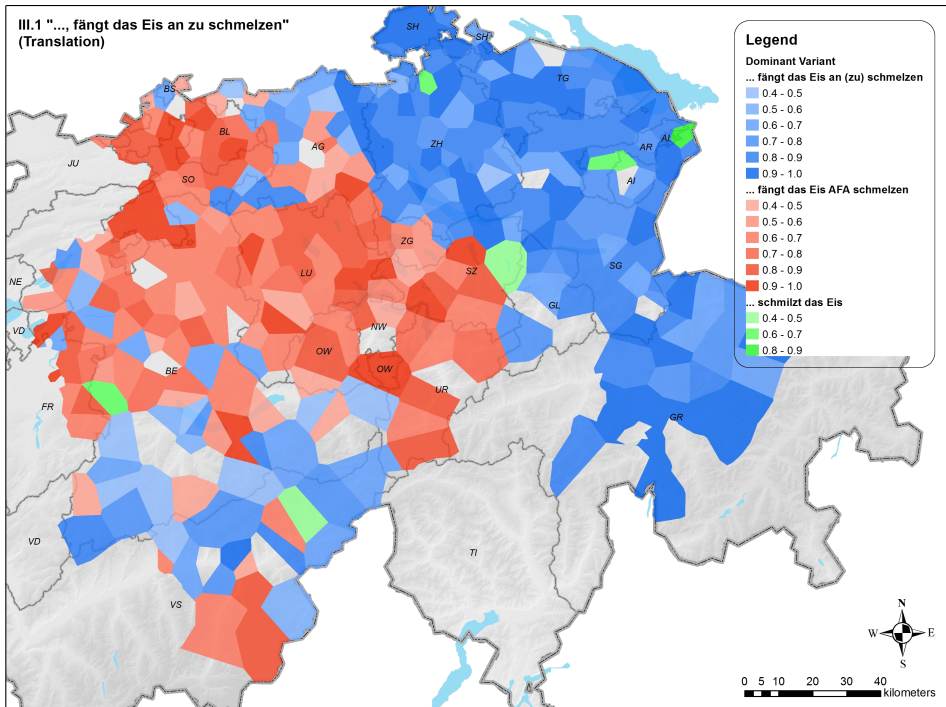 III.1 "..., fängt das Eis an zu schmelzen"
(Translation)
Legend
Dominant Variant
... fängt das Eis an (zu) schmelzen
0.4 - 0.5
0.5 - 0.6
0.6 - 0.7
0.7 - 0.8
0.8 - 0.9
0.9 - 1.0
... fängt das Eis AFA schmelzen
0.4 - 0.5
0.5 - 0.6
0.6 - 0.7
0.7 - 0.8
0.8 - 0.9
0.9 - 1.0
... schmilzt das Eis
0.4 - 0.5
0.6 - 0.7
0.8 - 0.9
SH
SH
TG
BS
BL
AG
ZH
AR
JU
SO
AI
ZG
SG
LU
SZ
NE
GL
VD
NW
OW
OW
BE
UR
FR
GR
VD
TI
VS
N
W
E
S
0 5 10 20 30 40
kilometers